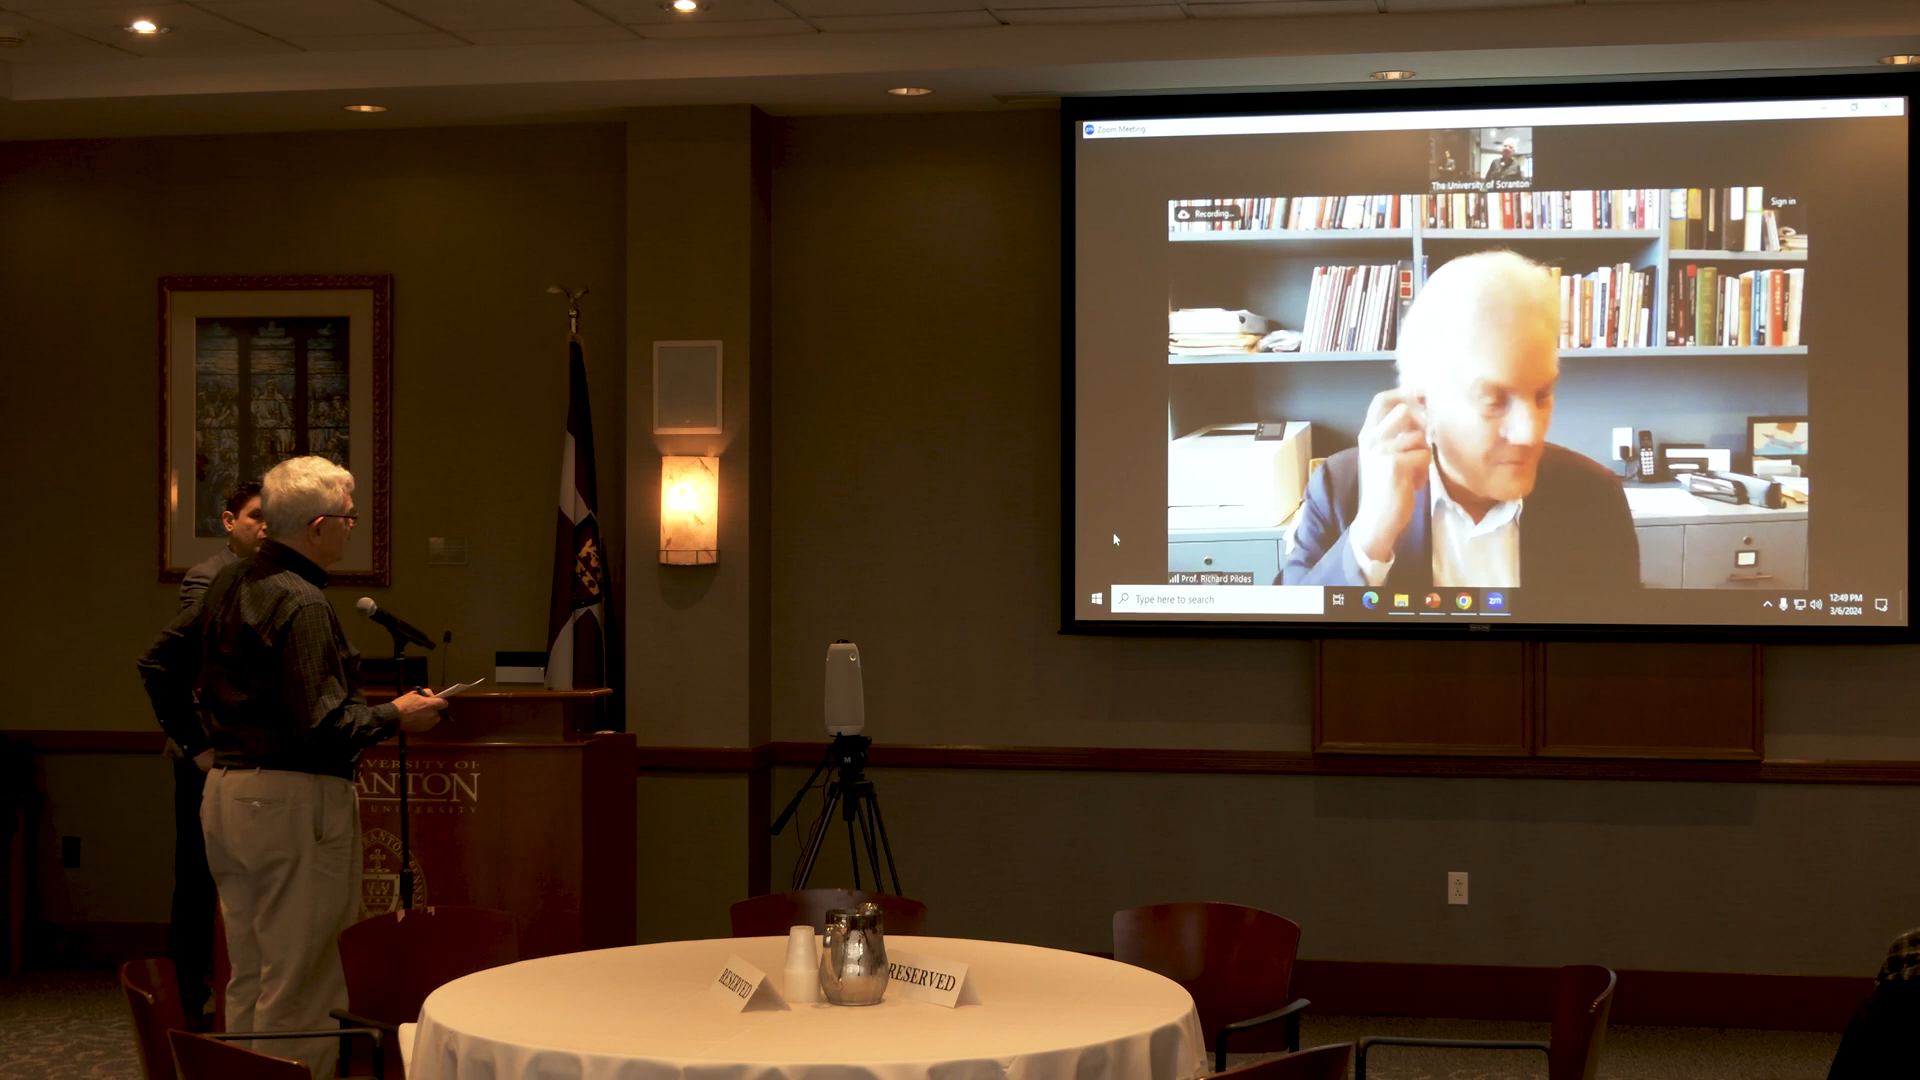 Zoom Meeting
The University of Scranton
Recording...
Sign in
Prof. Richard Pildes
Type here to search
12:49 PM
3/6/2024
VERSITY OF
ANTON
UNIVERSITY
RESERVED
RESERVED